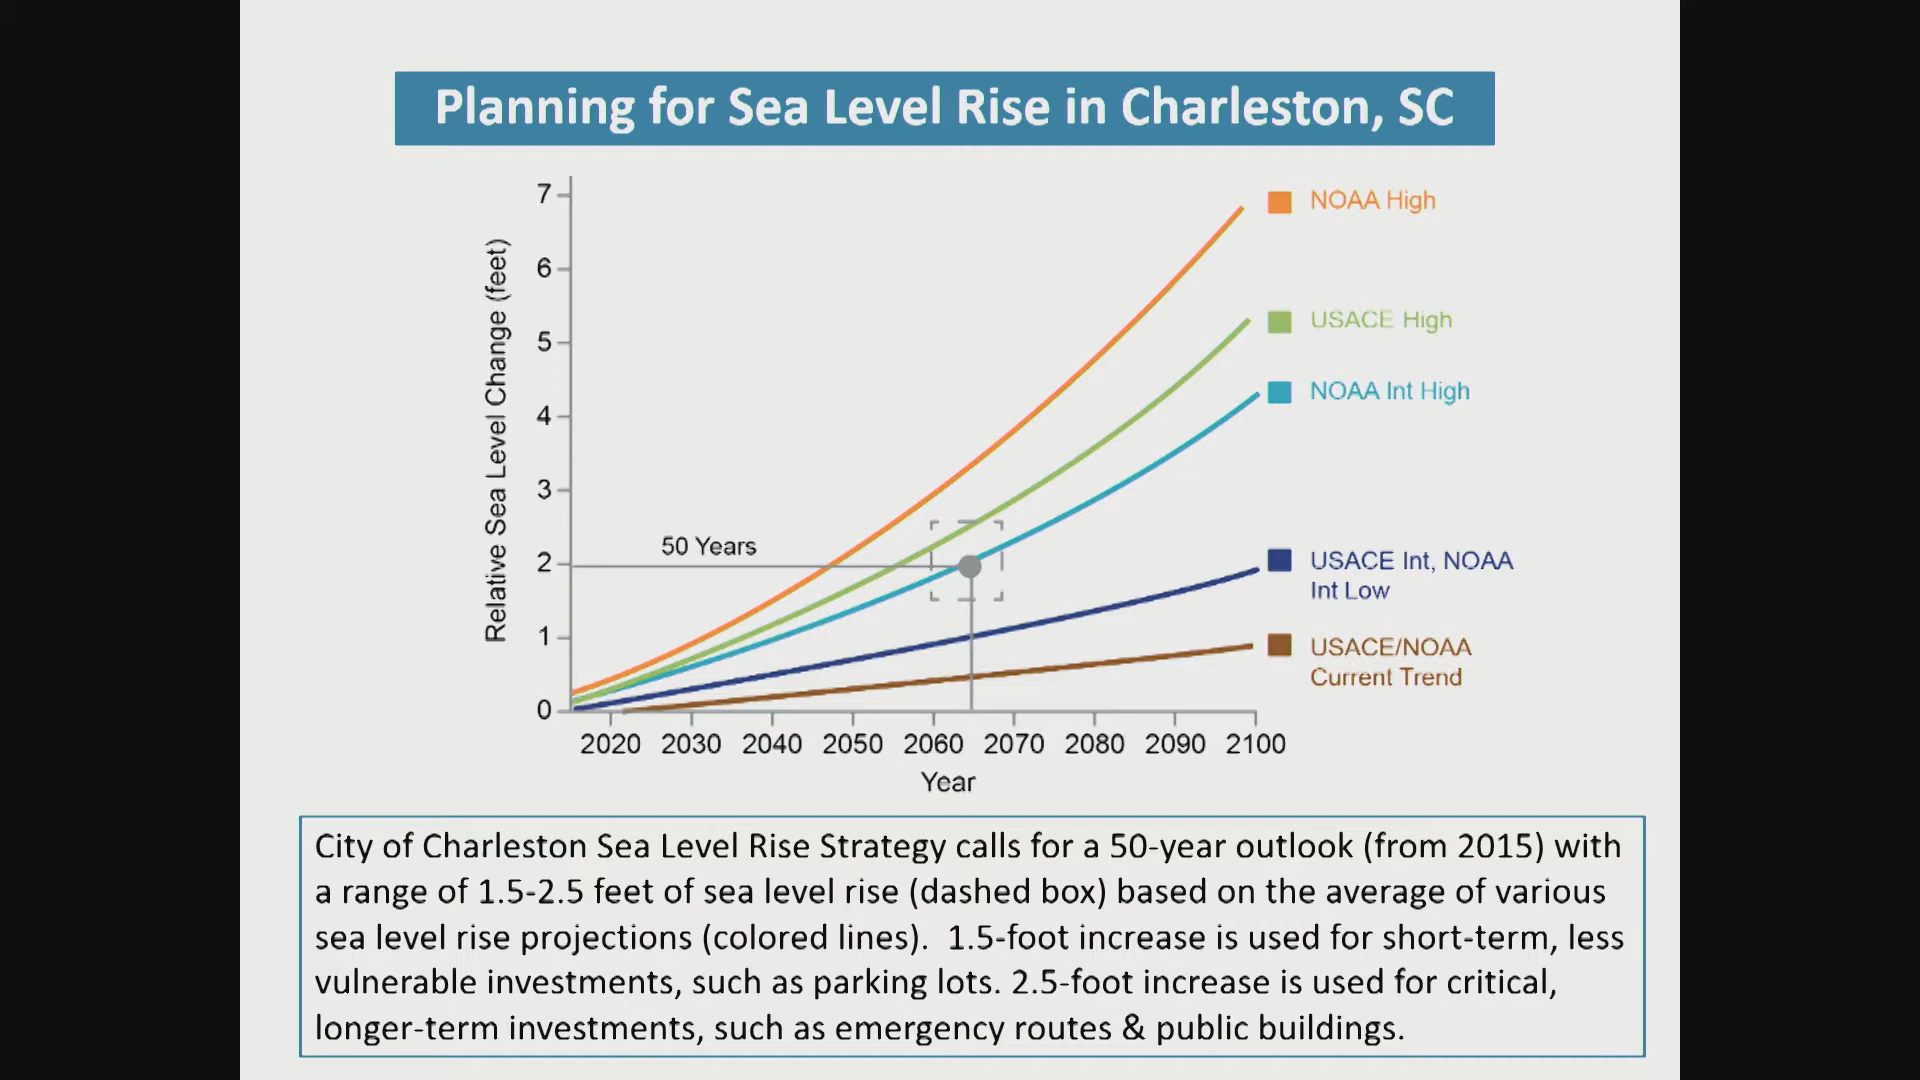 Planning for Sea Level Rise in Charleston, SC
7
6
5
4
3
2
1
0
Relative Sea Level Change (feet)
50 Years
NOAA High
USACE High
NOAA Int High
USACE Int, NOAA
Int Low
USACE/NOAA
Current Trend
2020 2030 2040 2050 2060 2070 2080 2090 2100
Year
City of Charleston Sea Level Rise Strategy calls for a 50-year outlook (from 2015) with
a range of 1.5-2.5 feet of sea level rise (dashed box) based on the average of various
sea level rise projections (colored lines).  1.5-foot increase is used for short-term, less
vulnerable investments, such as parking lots. 2.5-foot increase is used for critical,
longer-term investments, such as emergency routes & public buildings.